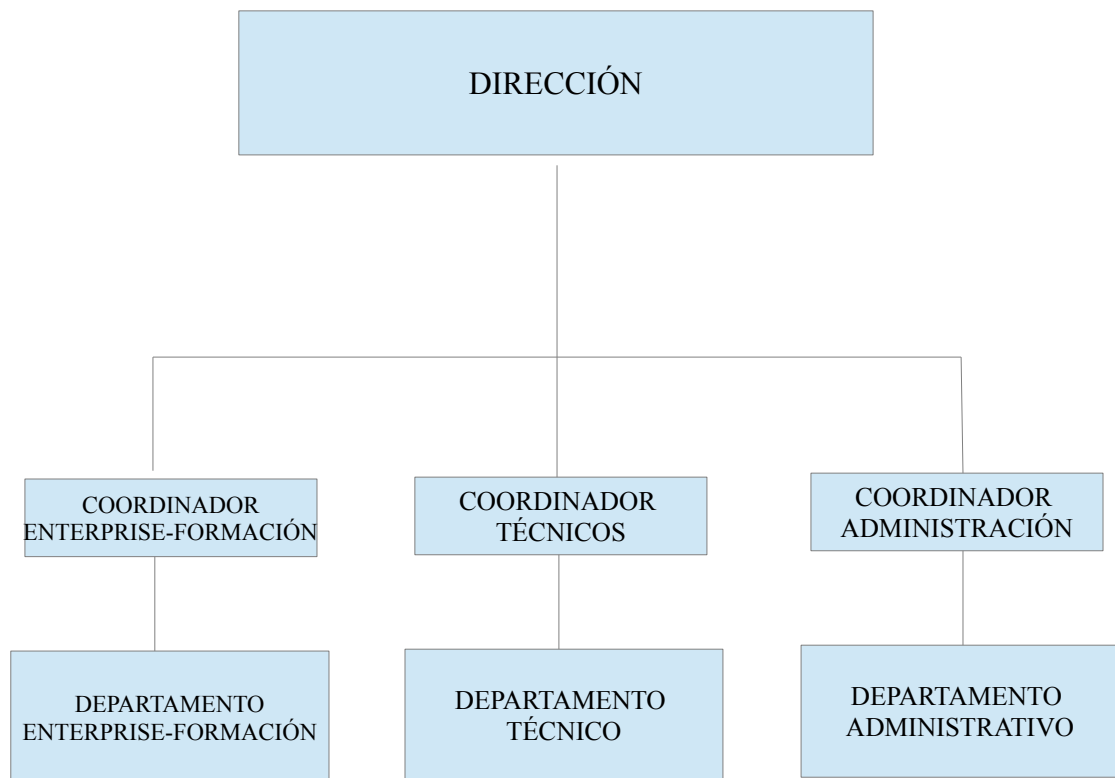 DIRECCIÓN
COORDINADOR
ENTERPRISE-FORMACIÓN
COORDINADOR
TÉCNICOS
COORDINADOR
ADMINISTRACIÓN
DEPARTAMENTO
ENTERPRISE-FORMACIÓN
DEPARTAMENTO
TÉCNICO
DEPARTAMENTO
ADMINISTRATIVO